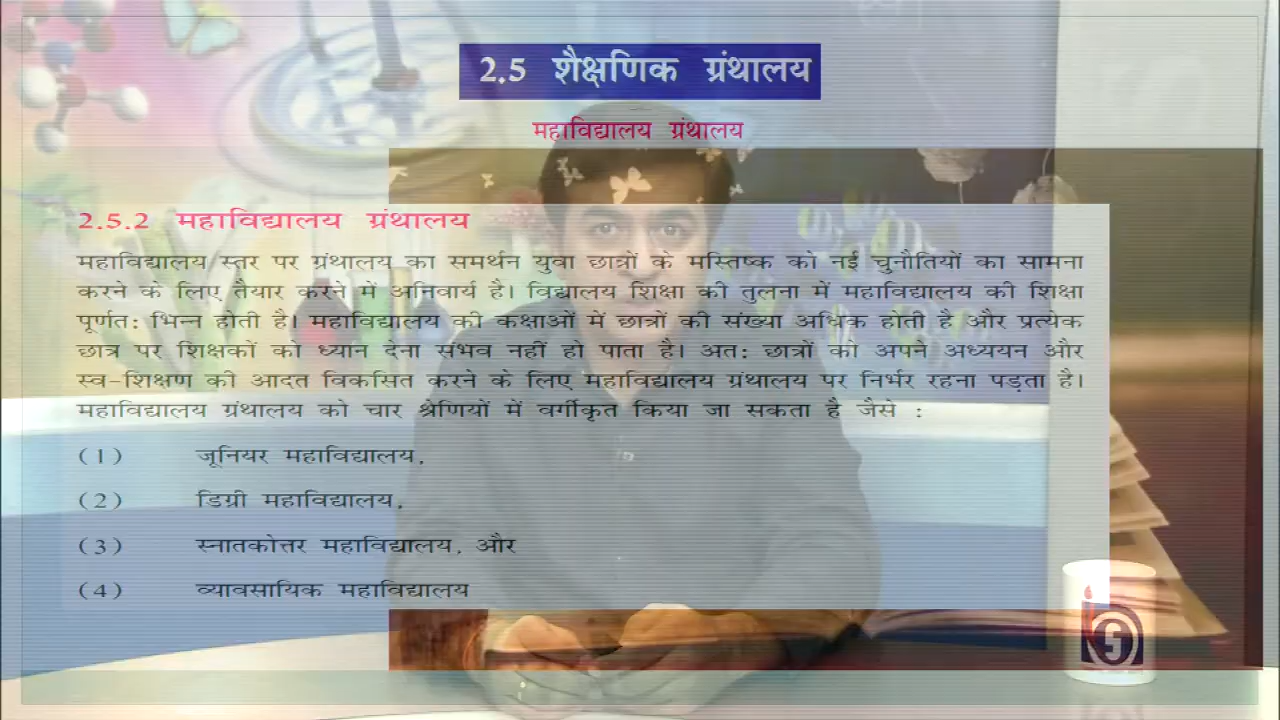 2.5 शैक्षणिक ग्रंथालय
महाविद्यालय ग्रंथालय
2.5.2 महाविद्यालय ग्रंथालय
महाविद्यालय स्तर पर ग्रंथालय का समर्थन युवा छात्रों के मस्तिष्क को नई चुनौतियों का सामना
करने के लिए तैयार करने में अनिवार्य है। विद्यालय शिक्षा की तुलना में महाविद्यालय की शिक्षा
पूर्णत: भिन्न होती है। महाविद्यालय की कक्षाओं में छात्रों की संख्या अधिक होती है और प्रत्येक
छात्र पर शिक्षकों को ध्यान देना संभव नहीं हो पाता है। अत: छात्रों को अपने अध्ययन और
स्व-शिक्षण की आदत विकसित करने के लिए महाविद्यालय ग्रंथालय पर निर्भर रहना पड़ता है।
महाविद्यालय ग्रंथालय को चार श्रेणियों में वर्गीकृत किया जा सकता है जैसे :
(1) जूनियर महाविद्यालय,
(2) डिग्री महाविद्यालय,
(3) स्नातकोत्तर महाविद्यालय, और
(4) व्यावसायिक महाविद्यालय